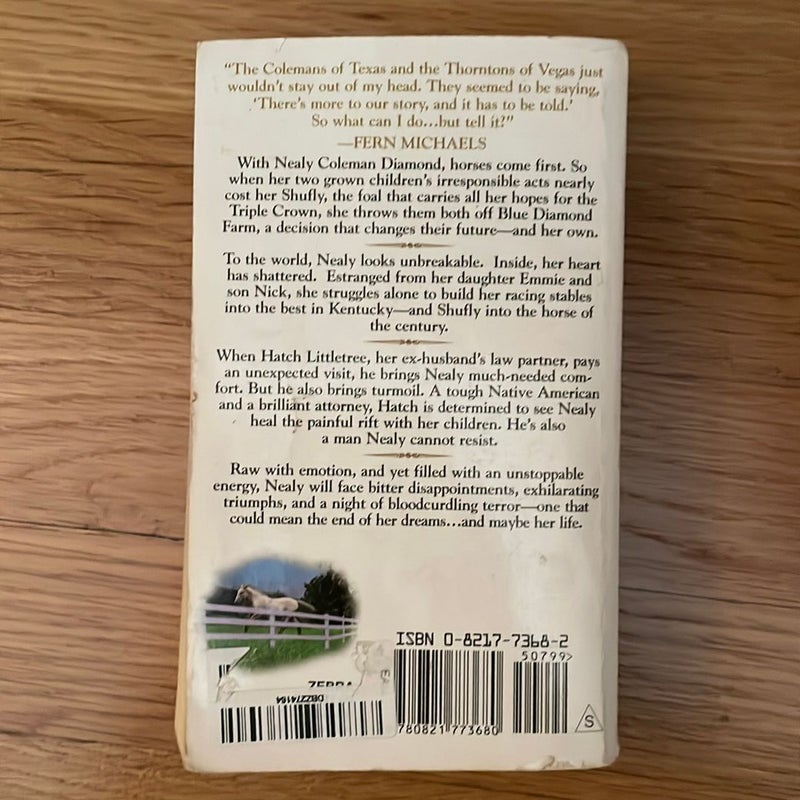 “The Colemans of Texas and the Thorntons of Vegas just
wouldn't stay out of my head. They seemed to be saying,
‘There's more to our story, and it has to be told.’
So what can I do...but tell it?”
—FERN MICHAELS
With Nealy Coleman Diamond, horses come first. So
when her two grown children's irresponsible acts nearly
cost her Shufly, the foal that carries all her hopes for the
Triple Crown, she throws them both off Blue Diamond
Farm, a decision that changes their future—and her own.
To the world, Nealy looks unbreakable. Inside, her heart
has shattered. Estranged from her daughter Emmie and
son Nick, she struggles alone to build her racing stables
into the best in Kentucky—and Shufly into the horse of
the century.
When Hatch Littletree, her ex-husband's law partner, pays
an unexpected visit, he brings Nealy much-needed com-
fort. But he also brings turmoil. A tough Native American
and a brilliant attorney, Hatch is determined to see Nealy
heal the painful rift with her children. He's also
a man Nealy cannot resist.
Raw with emotion, and yet filled with an unstoppable
energy, Nealy will face bitter disappointments, exhilarating
triumphs, and a night of bloodcurdling terror—one that
could mean the end of her dreams...and maybe her life.
ISBN 0-8217-7368-2
50799>
ZEBRA
DBZ774164
780821 773680
S